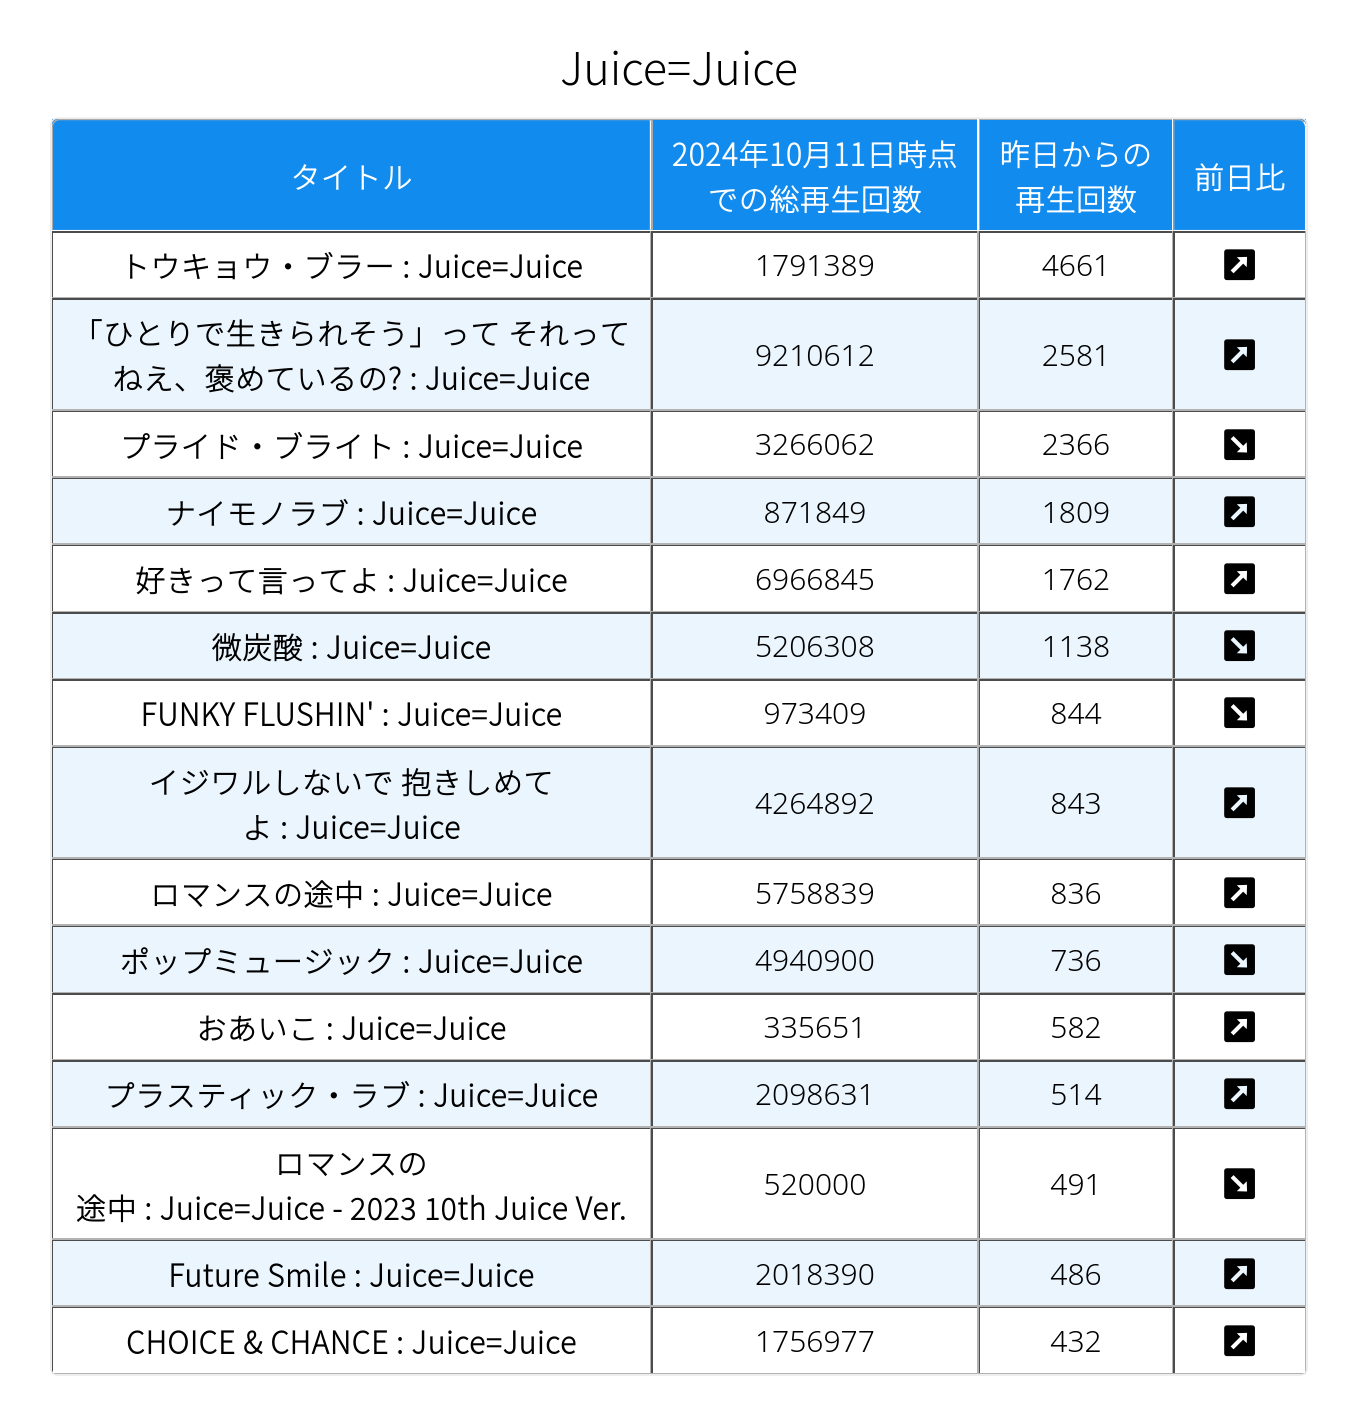 Juice=Juice
タイトル
2024年10月11日時点
での総再生回数
昨日からの
再生回数
前日比
トウキョウ・ブラー : Juice=Juice
1791389
4661
「ひとりで生きられそう」って それって
ねえ、褒めているの? : Juice=Juice
9210612
2581
プライド・ブライト : Juice=Juice
3266062
2366
ナイモノラブ : Juice=Juice
871849
1809
好きって言ってよ : Juice=Juice
6966845
1762
微炭酸 : Juice=Juice
5206308
1138
FUNKY FLUSHIN' : Juice=Juice
973409
844
イジワルしないで 抱きしめて
よ : Juice=Juice
4264892
843
ロマンスの途中 : Juice=Juice
5758839
836
ポップミュージック : Juice=Juice
4940900
736
おあいこ : Juice=Juice
335651
582
プラスティック・ラブ : Juice=Juice
2098631
514
ロマンスの
途中 : Juice=Juice - 2023 10th Juice Ver.
520000
491
Future Smile : Juice=Juice
2018390
486
CHOICE & CHANCE : Juice=Juice
1756977
432